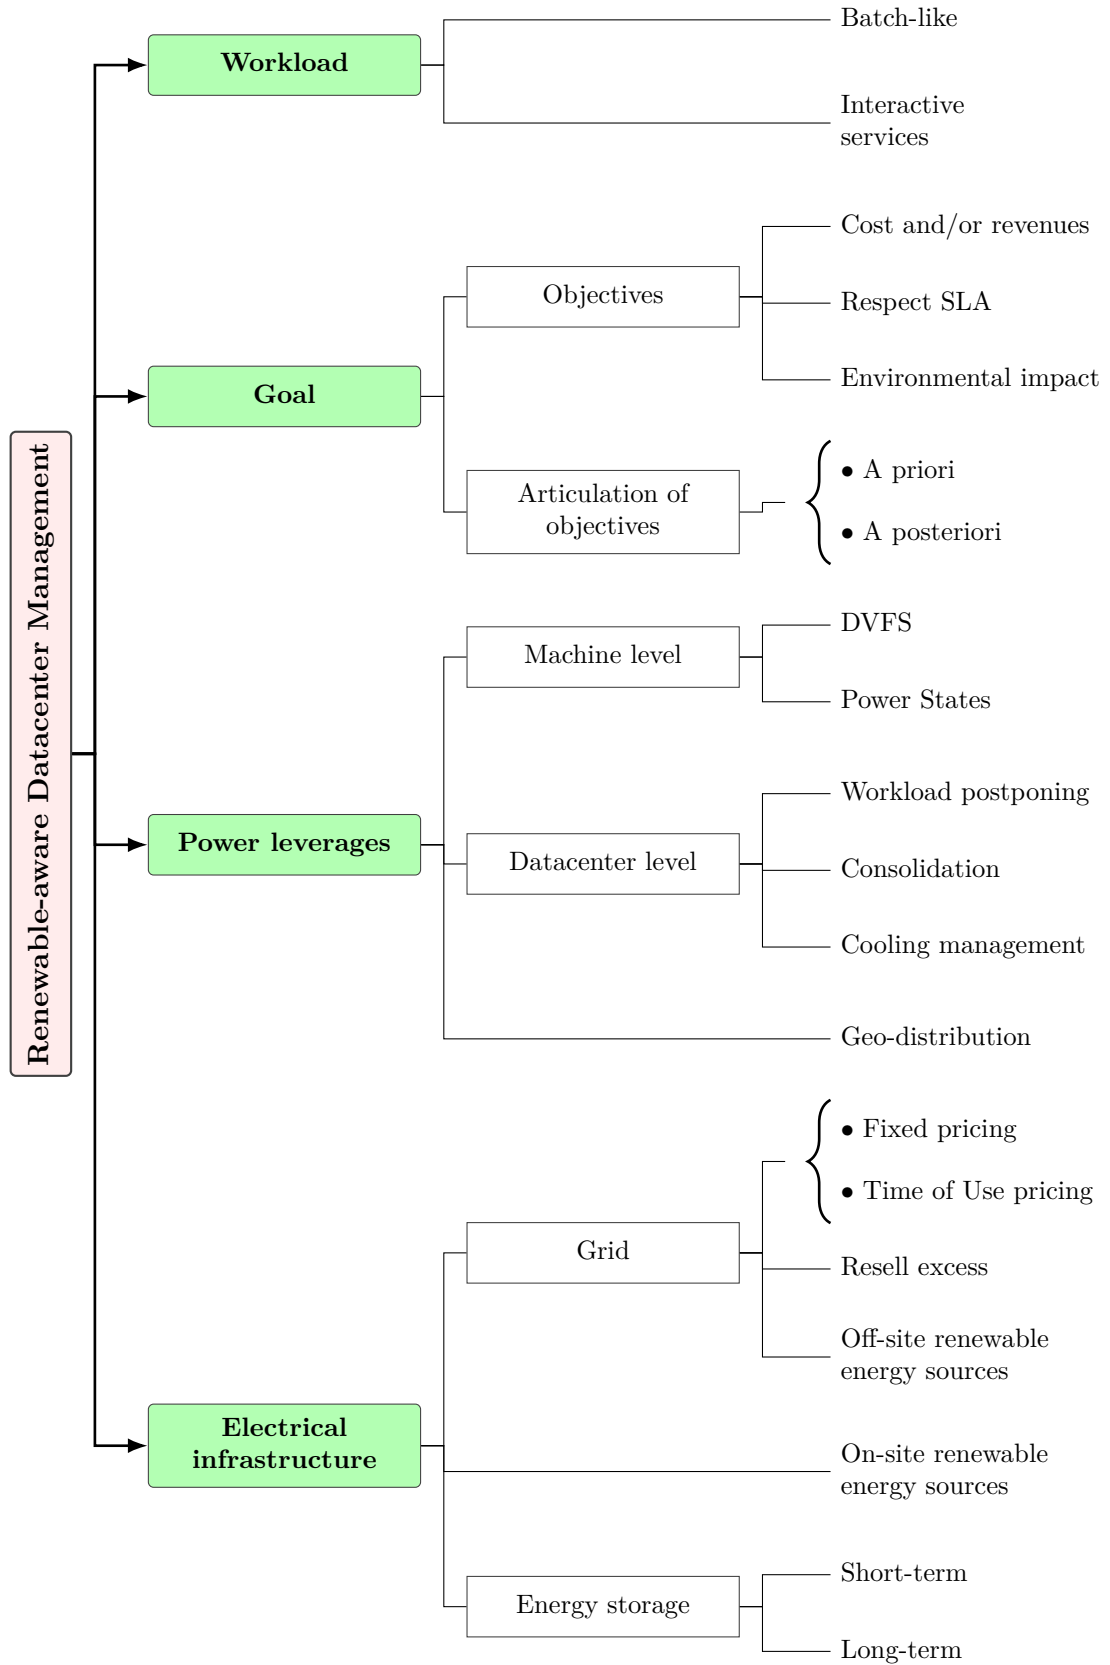 Renewable-aware Datacenter Management
Workload
Batch-like
Interactive
services
Goal
Objectives
Cost and/or revenues
Respect SLA
Environmental impact
Articulation of
objectives
• A priori
• A posteriori
Power leverages
Machine level
DVFS
Power States
Datacenter level
Workload postponing
Consolidation
Cooling management
Geo-distribution
Electrical
infrastructure
Grid
• Fixed pricing
• Time of Use pricing
Resell excess
Off-site renewable
energy sources
On-site renewable
energy sources
Energy storage
Short-term
Long-term